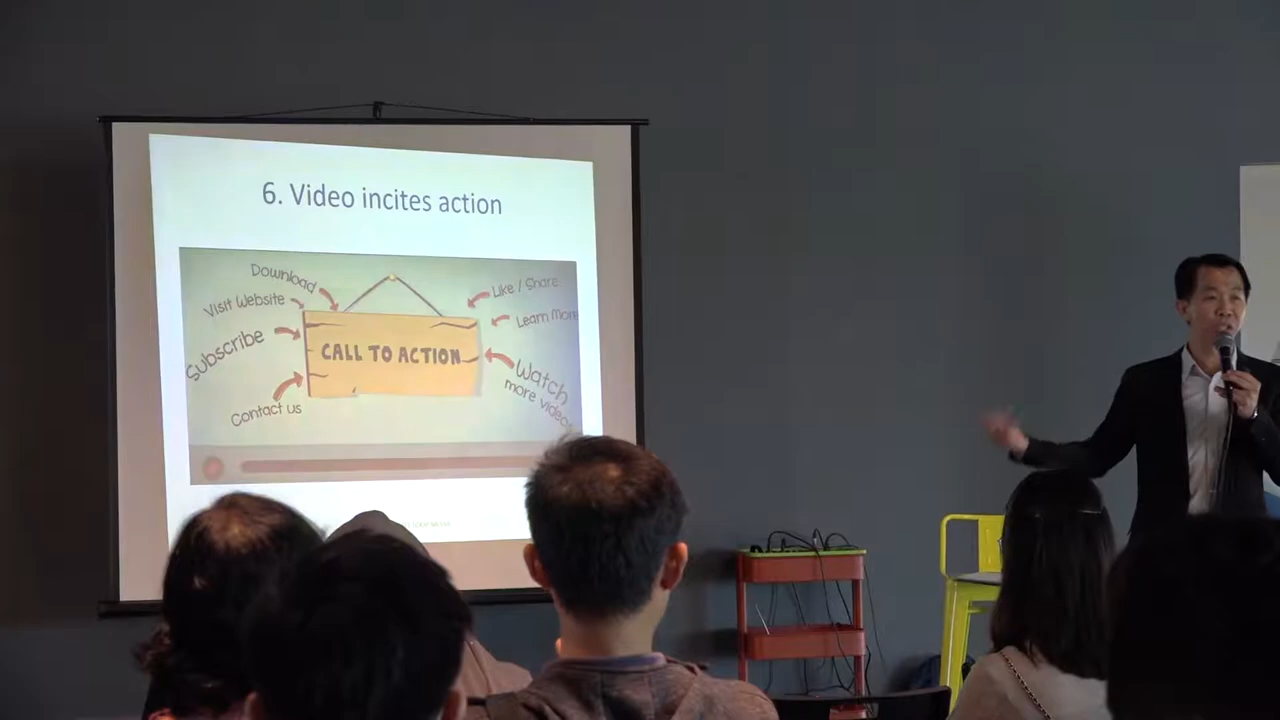 6. Video incites action
Download
Visit Website
Subscribe
Contact us
CALL TO ACTION
Like / Share
Learn More
Watch
more videos